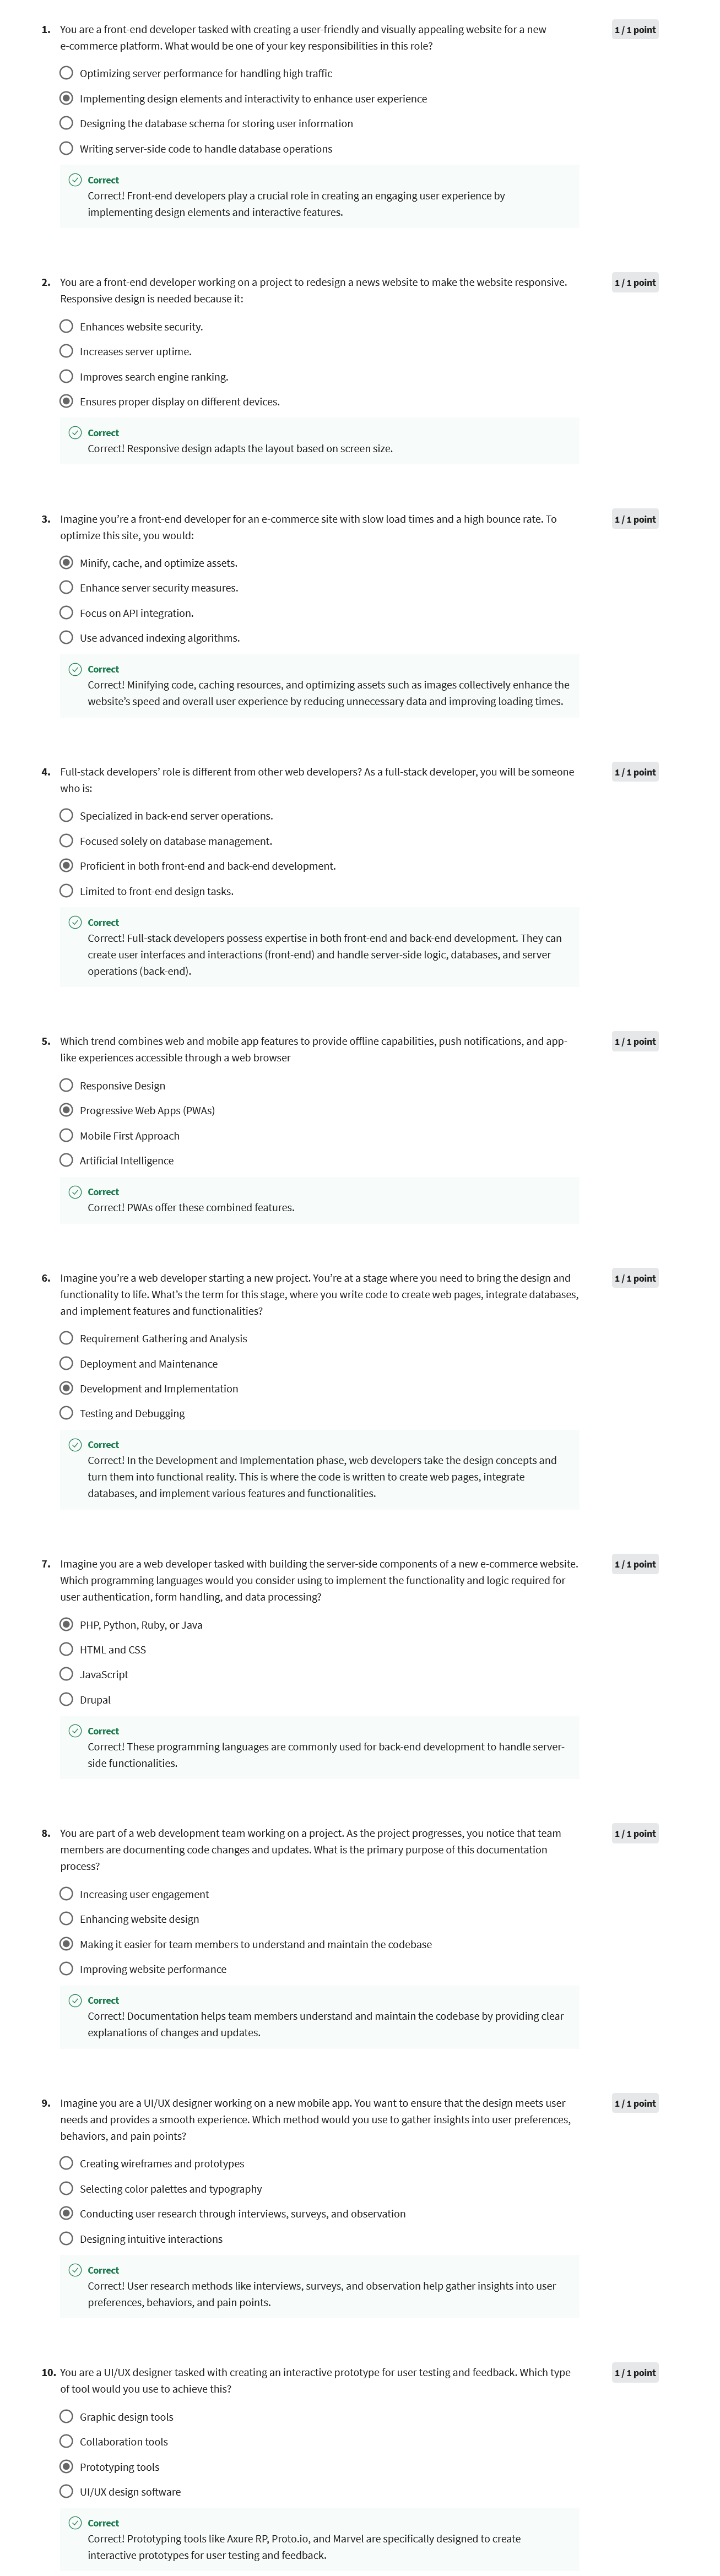 1. You are a front-end developer tasked with creating a user-friendly and visually appealing website for a new
e-commerce platform. What would be one of your key responsibilities in this role?
1 / 1 point
Optimizing server performance for handling high traffic
Implementing design elements and interactivity to enhance user experience
Designing the database schema for storing user information
Writing server-side code to handle database operations
Correct
Correct! Front-end developers play a crucial role in creating an engaging user experience by
implementing design elements and interactive features.
2. You are a front-end developer working on a project to redesign a news website to make the website responsive.
Responsive design is needed because it:
1 / 1 point
Enhances website security.
Increases server uptime.
Improves search engine ranking.
Ensures proper display on different devices.
Correct
Correct! Responsive design adapts the layout based on screen size.
3. Imagine you’re a front-end developer for an e-commerce site with slow load times and a high bounce rate. To
optimize this site, you would:
1 / 1 point
Minify, cache, and optimize assets.
Enhance server security measures.
Focus on API integration.
Use advanced indexing algorithms.
Correct
Correct! Minifying code, caching resources, and optimizing assets such as images collectively enhance the
website’s speed and overall user experience by reducing unnecessary data and improving loading times.
4. Full-stack developers’ role is different from other web developers? As a full-stack developer, you will be someone
who is:
1 / 1 point
Specialized in back-end server operations.
Focused solely on database management.
Proficient in both front-end and back-end development.
Limited to front-end design tasks.
Correct
Correct! Full-stack developers possess expertise in both front-end and back-end development. They can
create user interfaces and interactions (front-end) and handle server-side logic, databases, and server
operations (back-end).
5. Which trend combines web and mobile app features to provide offline capabilities, push notifications, and app-
like experiences accessible through a web browser
1 / 1 point
Responsive Design
Progressive Web Apps (PWAs)
Mobile First Approach
Artificial Intelligence
Correct
Correct! PWAs offer these combined features.
6. Imagine you’re a web developer starting a new project. You’re at a stage where you need to bring the design and
functionality to life. What’s the term for this stage, where you write code to create web pages, integrate databases,
and implement features and functionalities?
1 / 1 point
Requirement Gathering and Analysis
Deployment and Maintenance
Development and Implementation
Testing and Debugging
Correct
Correct! In the Development and Implementation phase, web developers take the design concepts and
turn them into functional reality. This is where the code is written to create web pages, integrate
databases, and implement various features and functionalities.
7. Imagine you are a web developer tasked with building the server-side components of a new e-commerce website.
Which programming languages would you consider using to implement the functionality and logic required for
user authentication, form handling, and data processing?
1 / 1 point
PHP, Python, Ruby, or Java
HTML and CSS
JavaScript
Drupal
Correct
Correct! These programming languages are commonly used for back-end development to handle server-
side functionalities.
8. You are part of a web development team working on a project. As the project progresses, you notice that team
members are documenting code changes and updates. What is the primary purpose of this documentation
process?
1 / 1 point
Increasing user engagement
Enhancing website design
Making it easier for team members to understand and maintain the codebase
Improving website performance
Correct
Correct! Documentation helps team members understand and maintain the codebase by providing clear
explanations of changes and updates.
9. Imagine you are a UI/UX designer working on a new mobile app. You want to ensure that the design meets user
needs and provides a smooth experience. Which method would you use to gather insights into user preferences,
behaviors, and pain points?
1 / 1 point
Creating wireframes and prototypes
Selecting color palettes and typography
Conducting user research through interviews, surveys, and observation
Designing intuitive interactions
Correct
Correct! User research methods like interviews, surveys, and observation help gather insights into user
preferences, behaviors, and pain points.
10. You are a UI/UX designer tasked with creating an interactive prototype for user testing and feedback. Which type
of tool would you use to achieve this?
1 / 1 point
Graphic design tools
Collaboration tools
Prototyping tools
UI/UX design software
Correct
Correct! Prototyping tools like Axure RP, Proto.io, and Marvel are specifically designed to create
interactive prototypes for user testing and feedback.